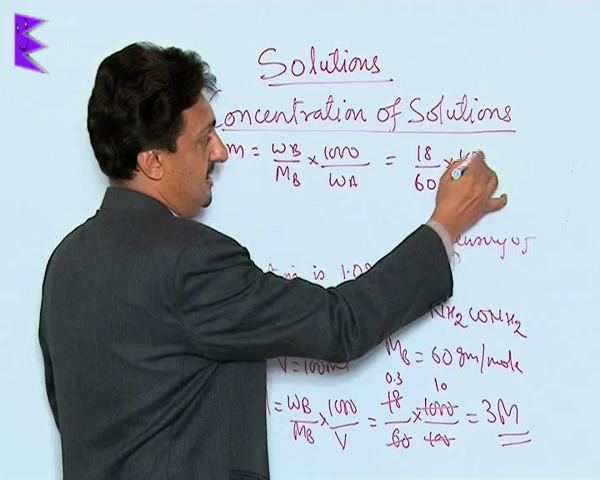 Solutions
oncentration of Solutions
m = WB/MB × 1000/WA = 18/60 ×
is 1.0
NH2CONH2
V = 100m
MB = 60 gm/mole
= WB/MB × 1000/V = 18/60 × 1000/100 = 3M
0.3 10